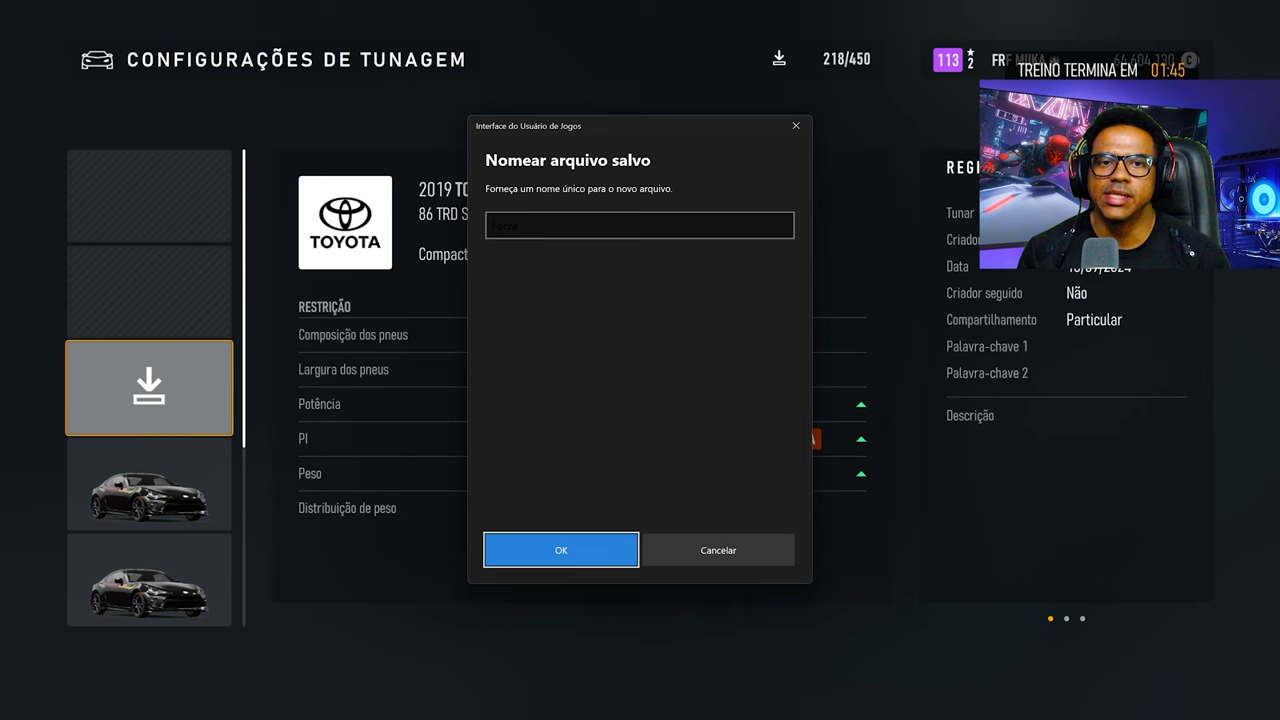 CONFIGURAÇÕES DE TUNAGEM
218/450
113
2
TREINO TERMINA EM 01:45
Interface do Usuário de Jogos
Nomear arquivo salvo
Forneça um nome único para o novo arquivo.
Forza
OK
Cancelar
TOYOTA
2019
86 TRD
RESTRIÇÃO
Composição dos pneus
Largura dos pneus
Potência
PI
Peso
Distribuição de peso
Tunar
Data
Criador seguido
Não
Compartilhamento
Particular
Palavra-chave 1
Palavra-chave 2
Descrição